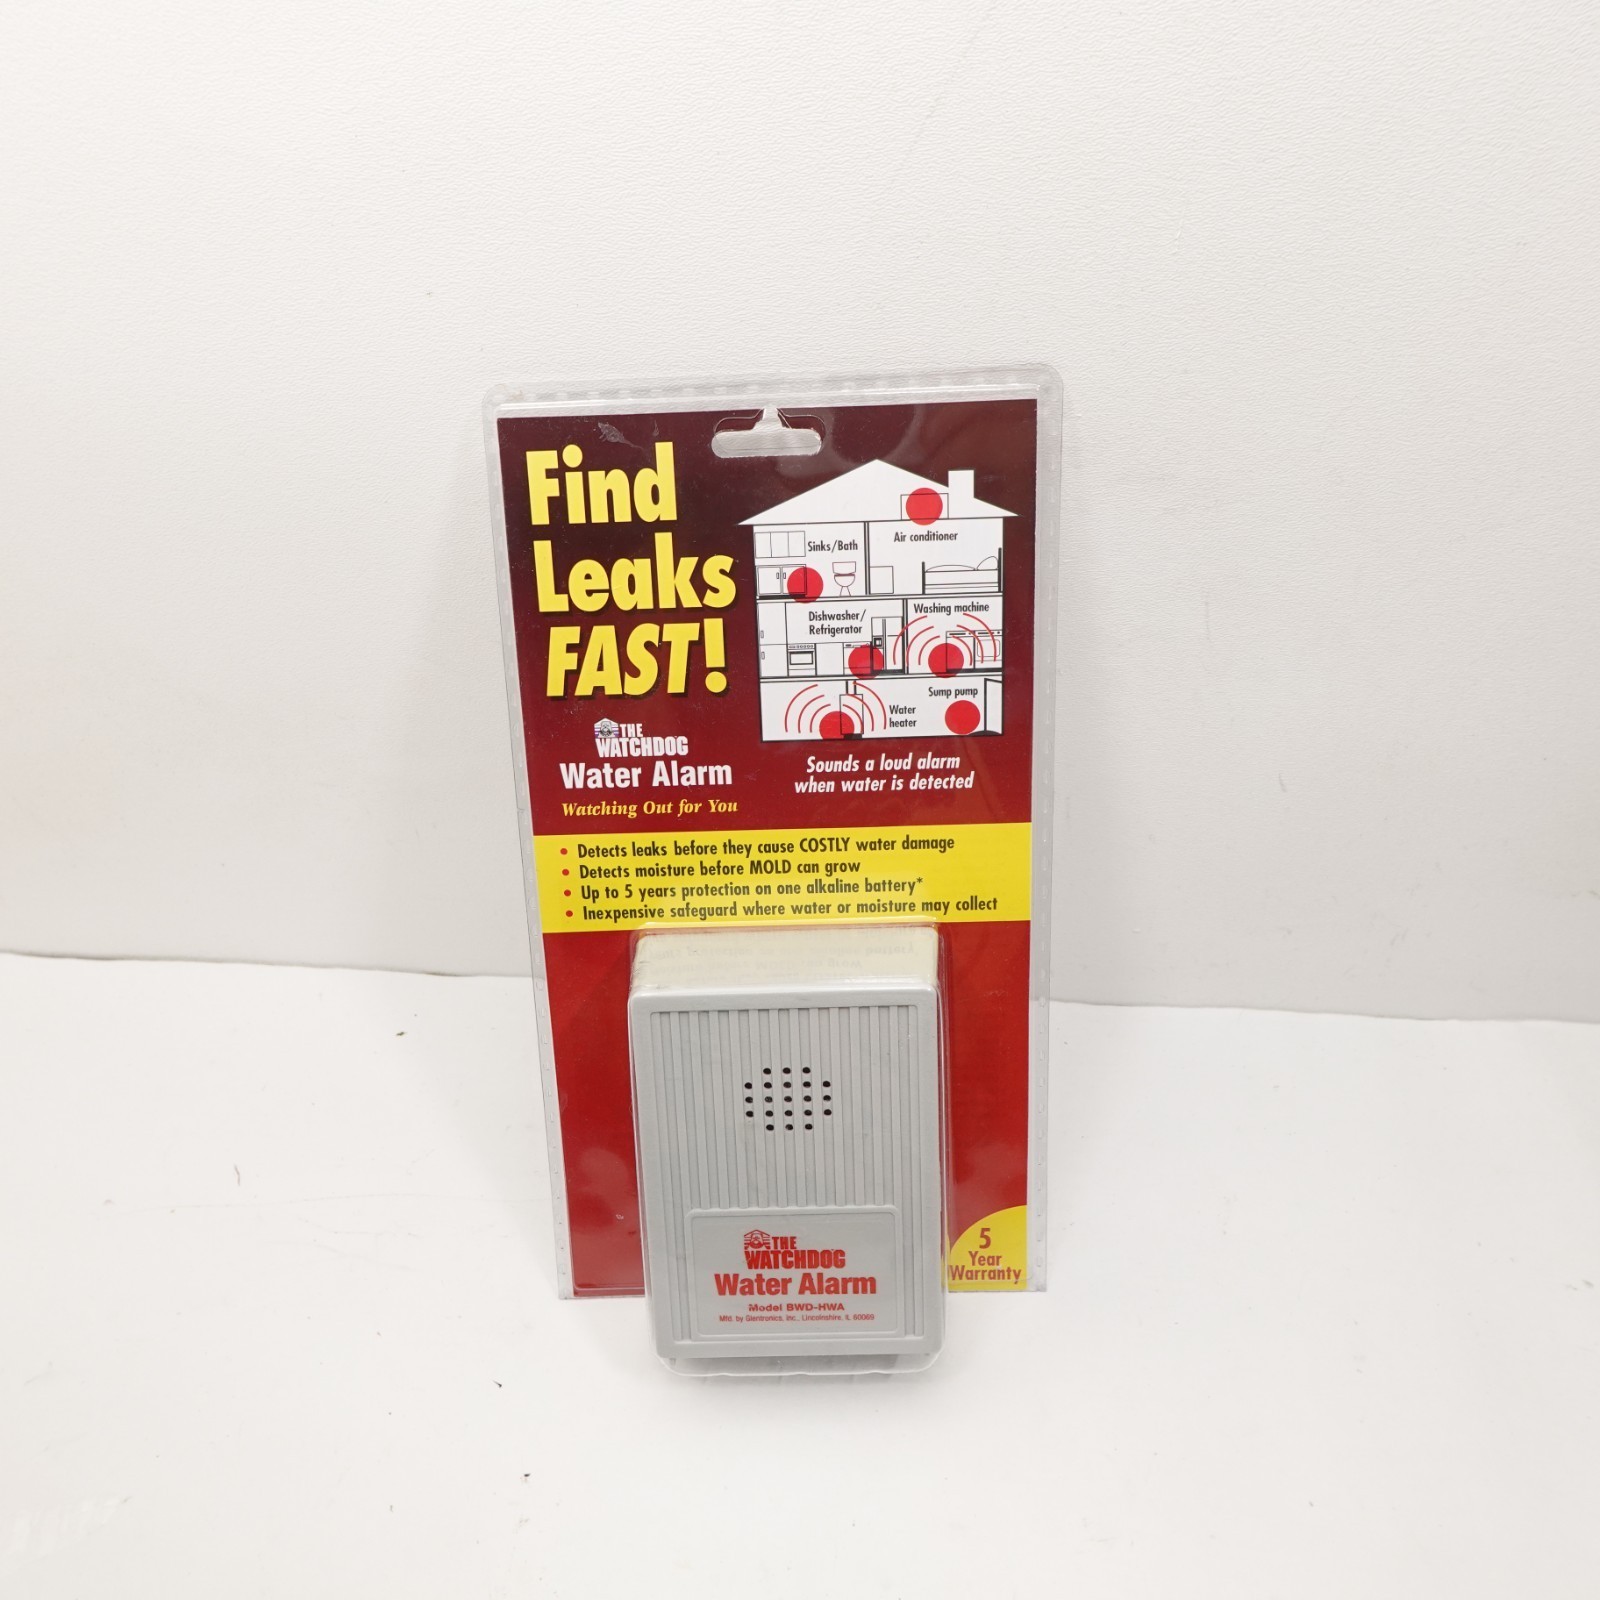 Find
Leaks
FAST!
THE
WATCHDOG
Water Alarm
Watching Out for You
Sinks/Bath
Air conditioner
Dishwasher/
Refrigerator
Washing machine
Water
heater
Sump pump
Sounds a loud alarm
when water is detected
• Detects leaks before they cause COSTLY water damage
• Detects moisture before MOLD can grow
• Up to 5 years protection on one alkaline battery*
• Inexpensive safeguard where water or moisture may collect
THE
WATCHDOG
Water Alarm
Model BWD-HWA
Mfd. by Glentronics, Inc., Lincolnshire, IL 60069
5
Year
Warranty